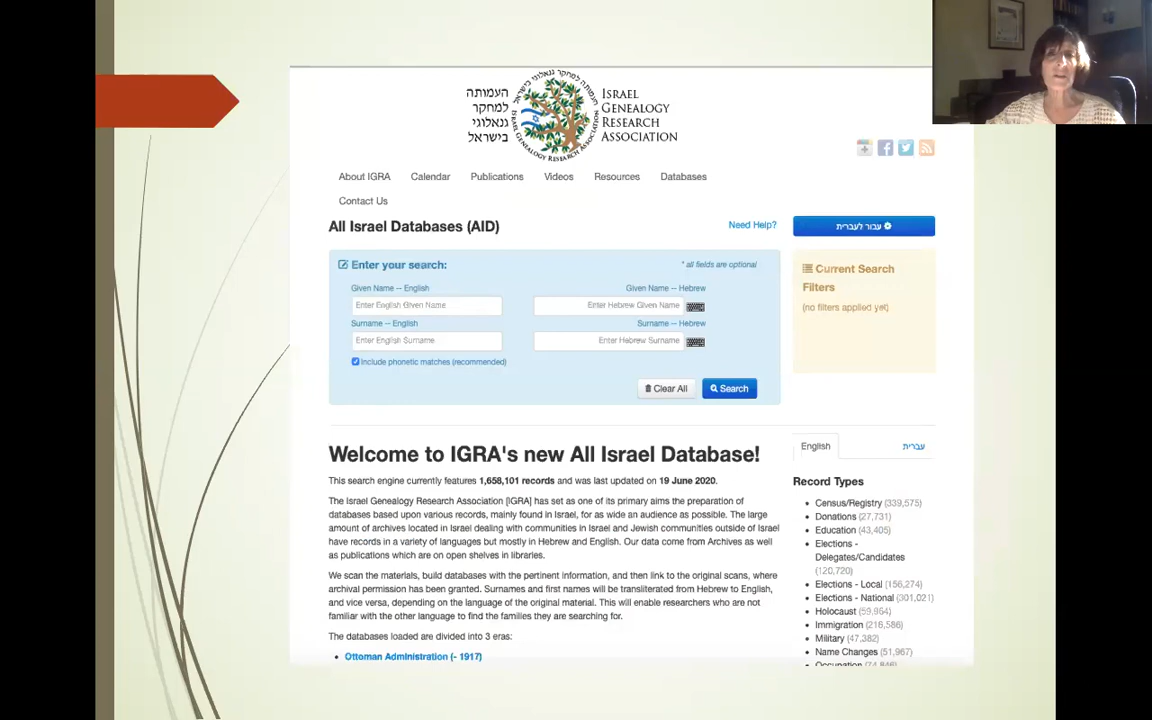 העמותה
למחקר
גנאלוגי
בישראל
ISRAEL
GENEALOGY
RESEARCH
ASSOCIATION
העמותה למחקר גנאלוגי בישראל
ISRAEL GENEALOGY RESEARCH ASSOCIATION
About IGRA Calendar Publications Videos Resources Databases
Contact Us
All Israel Databases (AID)
Need Help?
עבור לעברית
Enter your search:
* all fields are optional
Given Name -- English
Given Name -- Hebrew
Enter English Given Name
Enter Hebrew Given Name
Surname -- English
Surname -- Hebrew
Enter English Surname
Enter Hebrew Surname
Include phonetic matches (recommended)
Clear All
Search
Current Search
Filters
(no filters applied yet)
Welcome to IGRA's new All Israel Database!
This search engine currently features 1,658,101 records and was last updated on 19 June 2020.
The Israel Genealogy Research Association [IGRA) has set as one of its primary aims the preparation of
databases based upon various records, mainly found in Israel, for as wide an audience as possible. The large
amount of archives located in Israel dealing with communities in Israel and Jewish communities outside of Israel
have records in a variety of languages but mostly in Hebrew and English. Our data come from Archives as well
as publications which are on open shelves in libraries.
We scan the materials, build databases with the pertinent information, and then link to the original scans, where
archival permission has been granted. Surnames and first names will be transliterated from Hebrew to English,
and vice versa, depending on the language of the original material. This will enable researchers who are not
familiar with the other language to find the families they are searching for.
The databases loaded are divided into 3 eras:
Ottoman Administration (- 1917)
English
עברית
Record Types
Census/Registry (339,575)
Donations (27,731)
Education (43,405)
Elections -
Delegates/Candidates
(120,720)
Elections - Local (156,274)
Elections - National (301,021)
Holocaust (59,964)
Immigration (216,586)
Military (47,382)
Name Changes (51,967)
Occupation (74,846)